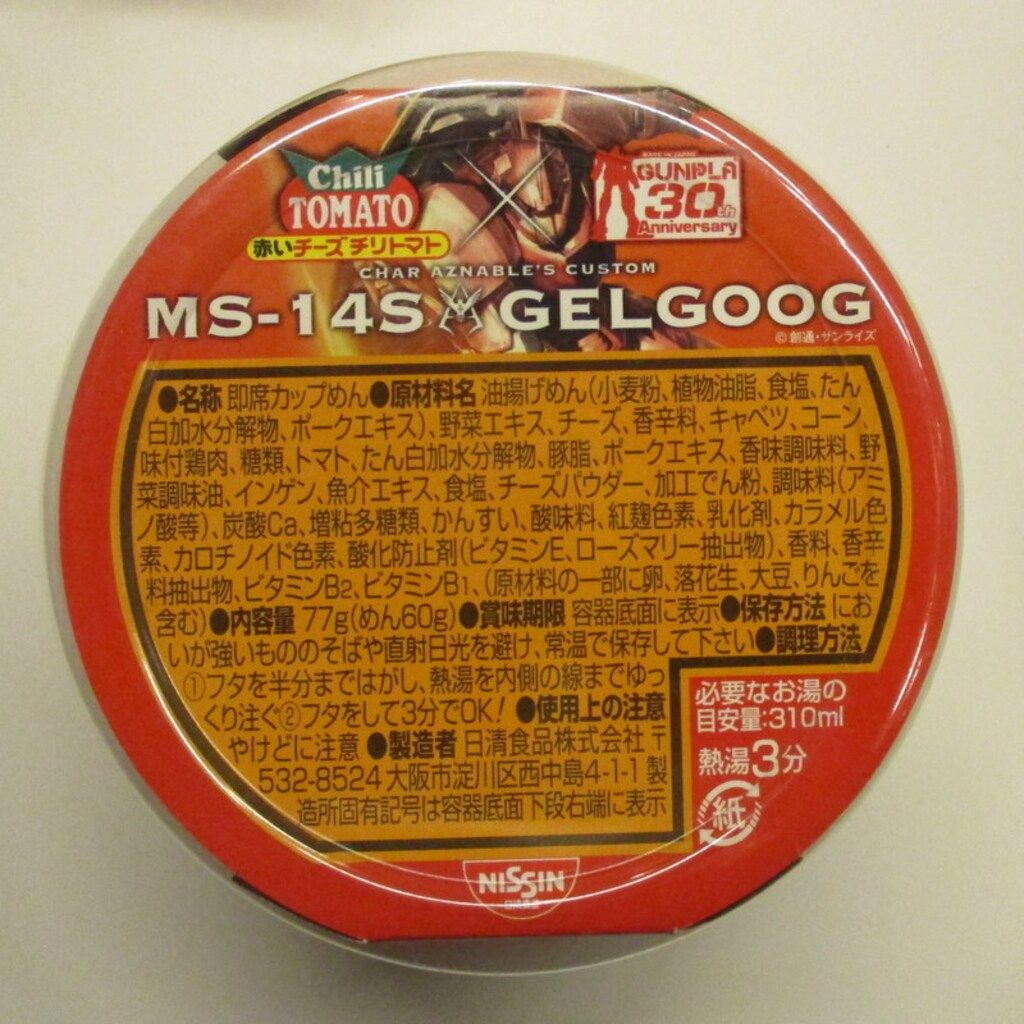 Chili
TOMATO
赤いチーズチリトマト
MADE IN JAPAN
GUNPLA
30th
Anniversary
CHAR AZNABLE'S CUSTOM
MS-14S GELGOOG
©創通・サンライズ
●名称 即席カップめん●原材料名 油揚げめん(小麦粉、植物油脂、食塩、たん
白加水分解物、ポークエキス)、野菜エキス、チーズ、香辛料、キャベツ、コーン、
味付鶏肉、糖類、トマト、たん白加水分解物、豚脂、ポークエキス、香味調味料、野
菜調味油、インゲン、魚介エキス、食塩、チーズパウダー、加工でん粉、調味料(アミ
ノ酸等)、炭酸Ca、増粘多糖類、かんすい、酸味料、紅麹色素、乳化剤、カラメル色
素、カロチノイド色素、酸化防止剤(ビタミンE、ローズマリー抽出物)、香料、香辛
料抽出物、ビタミンB2、ビタミンB1、(原材料の一部に卵、落花生、大豆、りんごを
含む)●内容量 77g(めん60g)●賞味期限 容器底面に表示●保存方法 にお
いが強いもののそばや直射日光を避け、常温で保存して下さい●調理方法
①フタを半分まではがし、熱湯を内側の線までゆっ
くり注ぐ②フタをして3分でOK! ●使用上の注意
やけどに注意 ●製造者 日清食品株式会社 〒
532-8524 大阪市淀川区西中島4-1-1 製
造所固有記号は容器底面下段右端に表示
必要なお湯の
目安量:310ml
熱湯3分
紙
NISSIN
日清食品